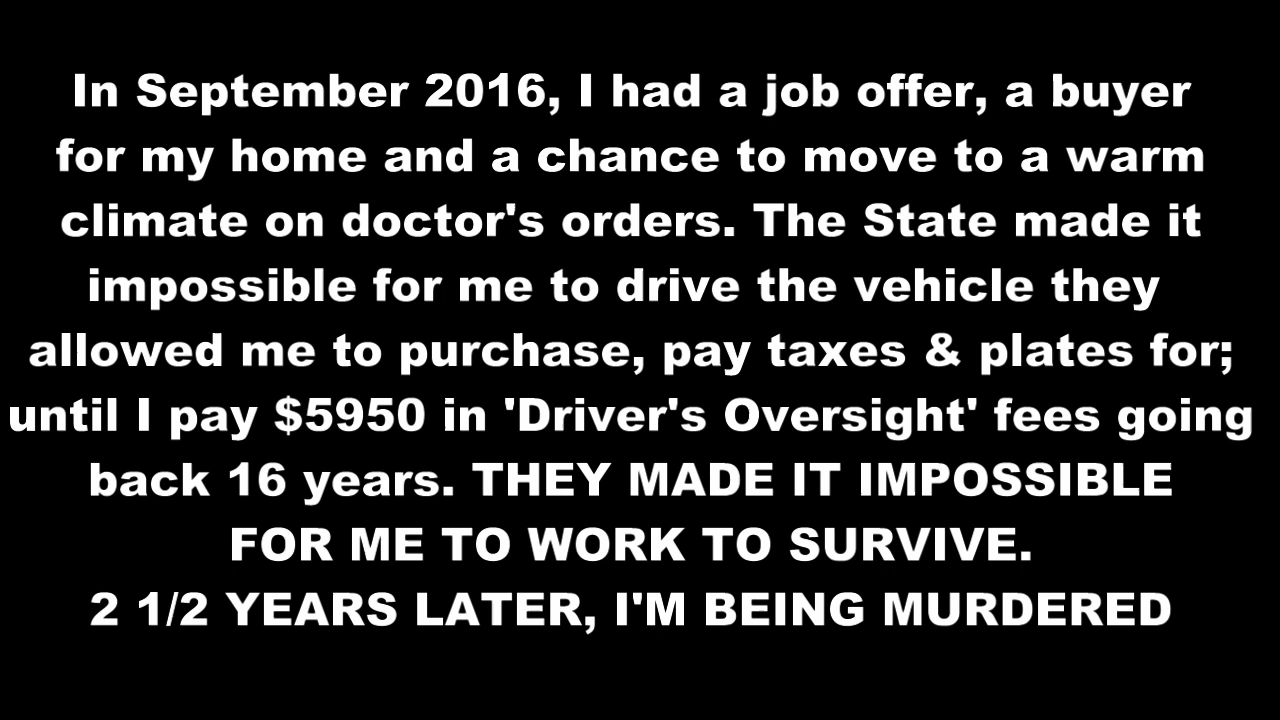 In September 2016, I had a job offer, a buyer
for my home and a chance to move to a warm
climate on doctor's orders. The State made it
impossible for me to drive the vehicle they
allowed me to purchase, pay taxes & plates for;
until I pay $5950 in 'Driver's Oversight' fees going
back 16 years. THEY MADE IT IMPOSSIBLE
FOR ME TO WORK TO SURVIVE.
2 1/2 YEARS LATER, I'M BEING MURDERED